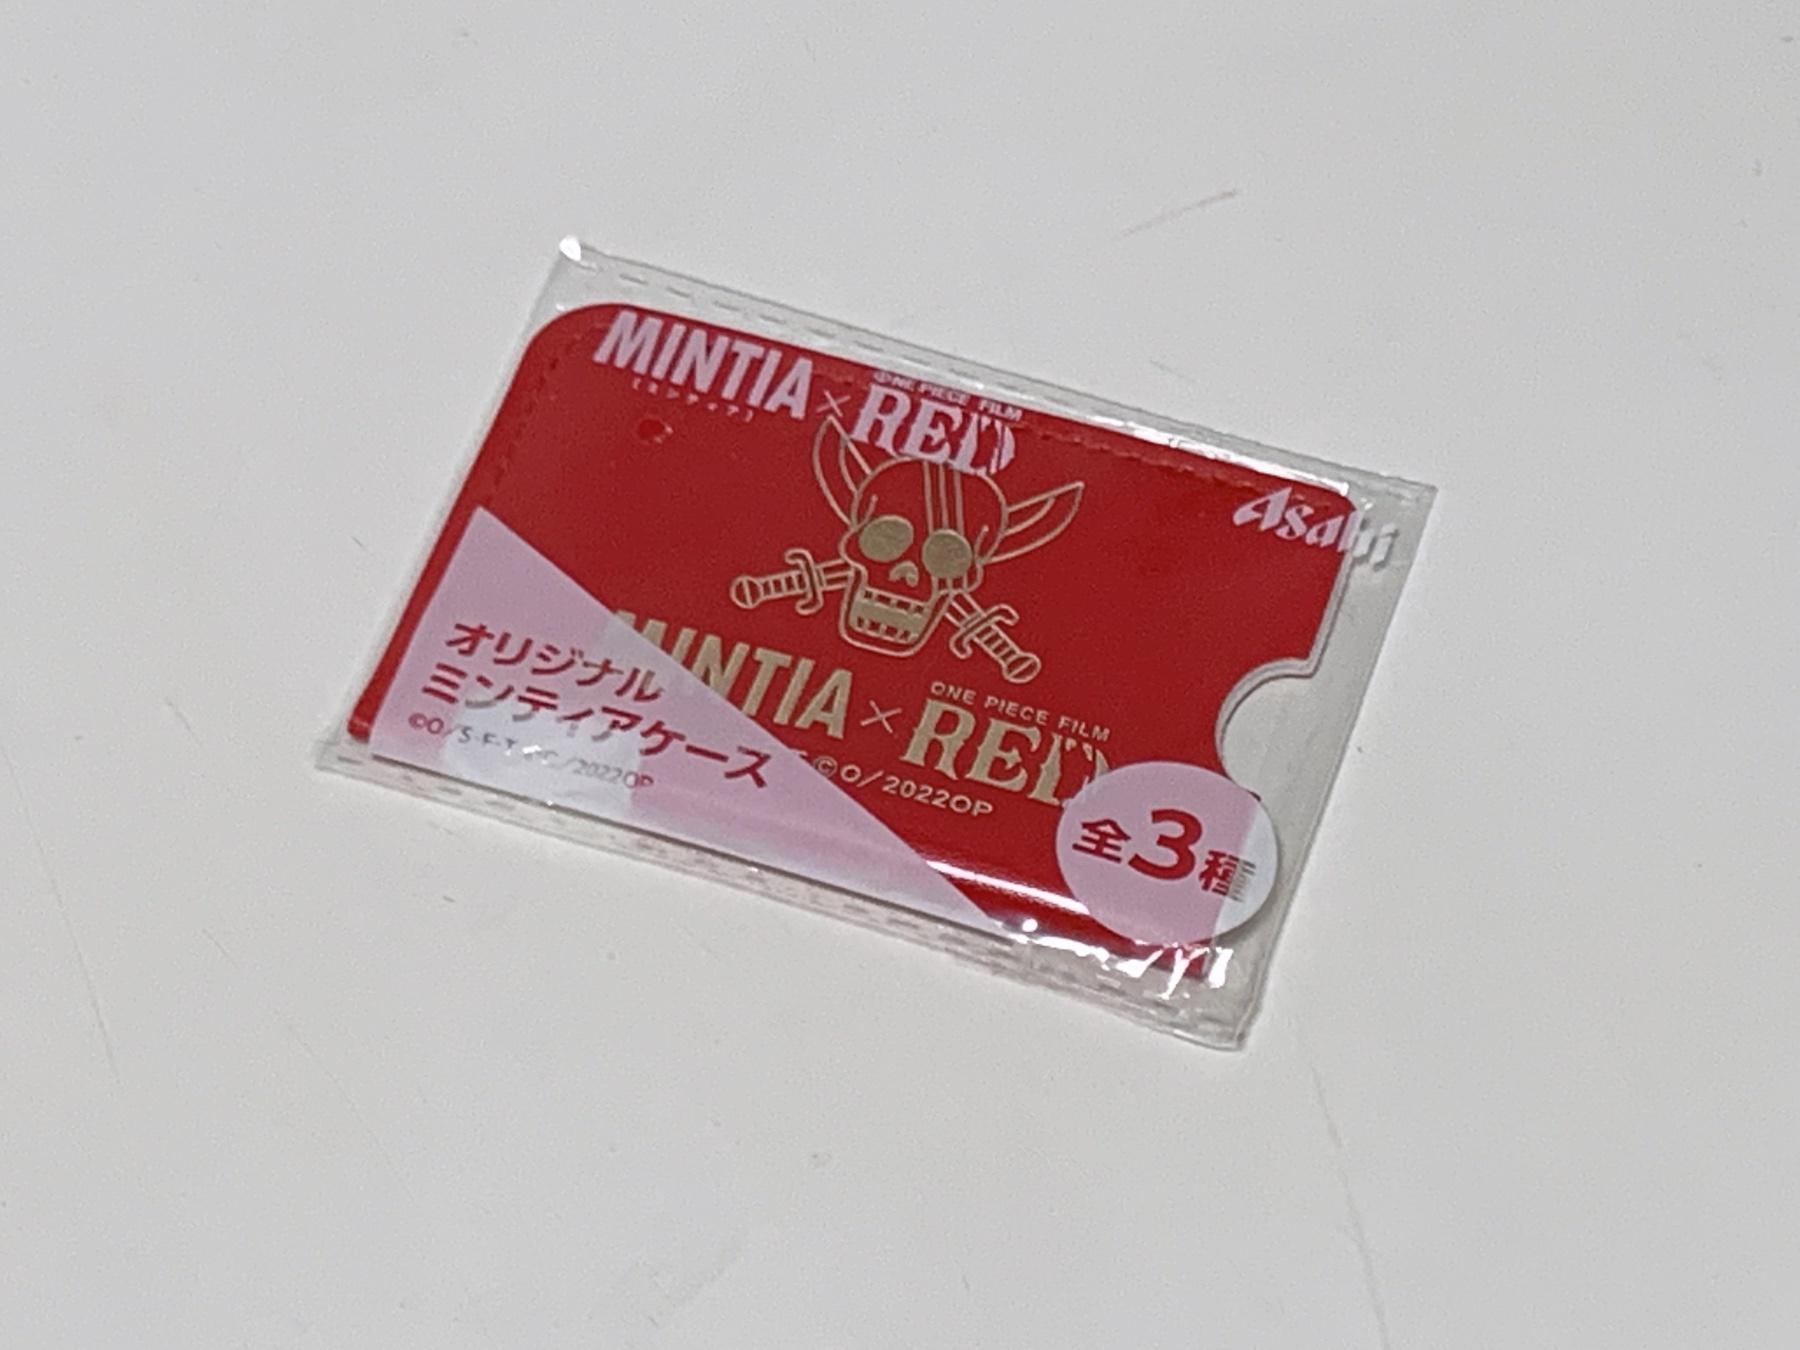 MINTIA × ONE PIECE FILM RED
[ミンティア]
Asahi
MINTIA × ONE PIECE FILM RED
©O/2022OP
オリジナル
ミンティアケース
全3種